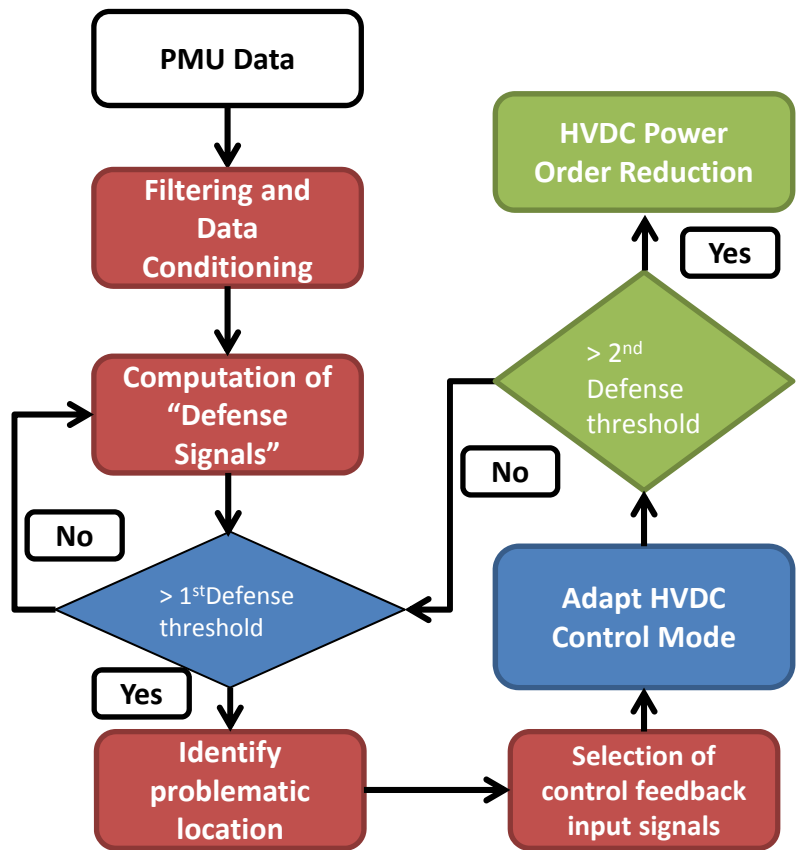 PMU Data
Filtering and
Data
Conditioning
Computation of
“Defense
Signals”
No
> 1stDefense
threshold
Yes
Identify
problematic
location
Selection of
control feedback
input signals
Adapt HVDC
Control Mode
> 2nd
Defense
threshold
No
Yes
HVDC Power
Order Reduction